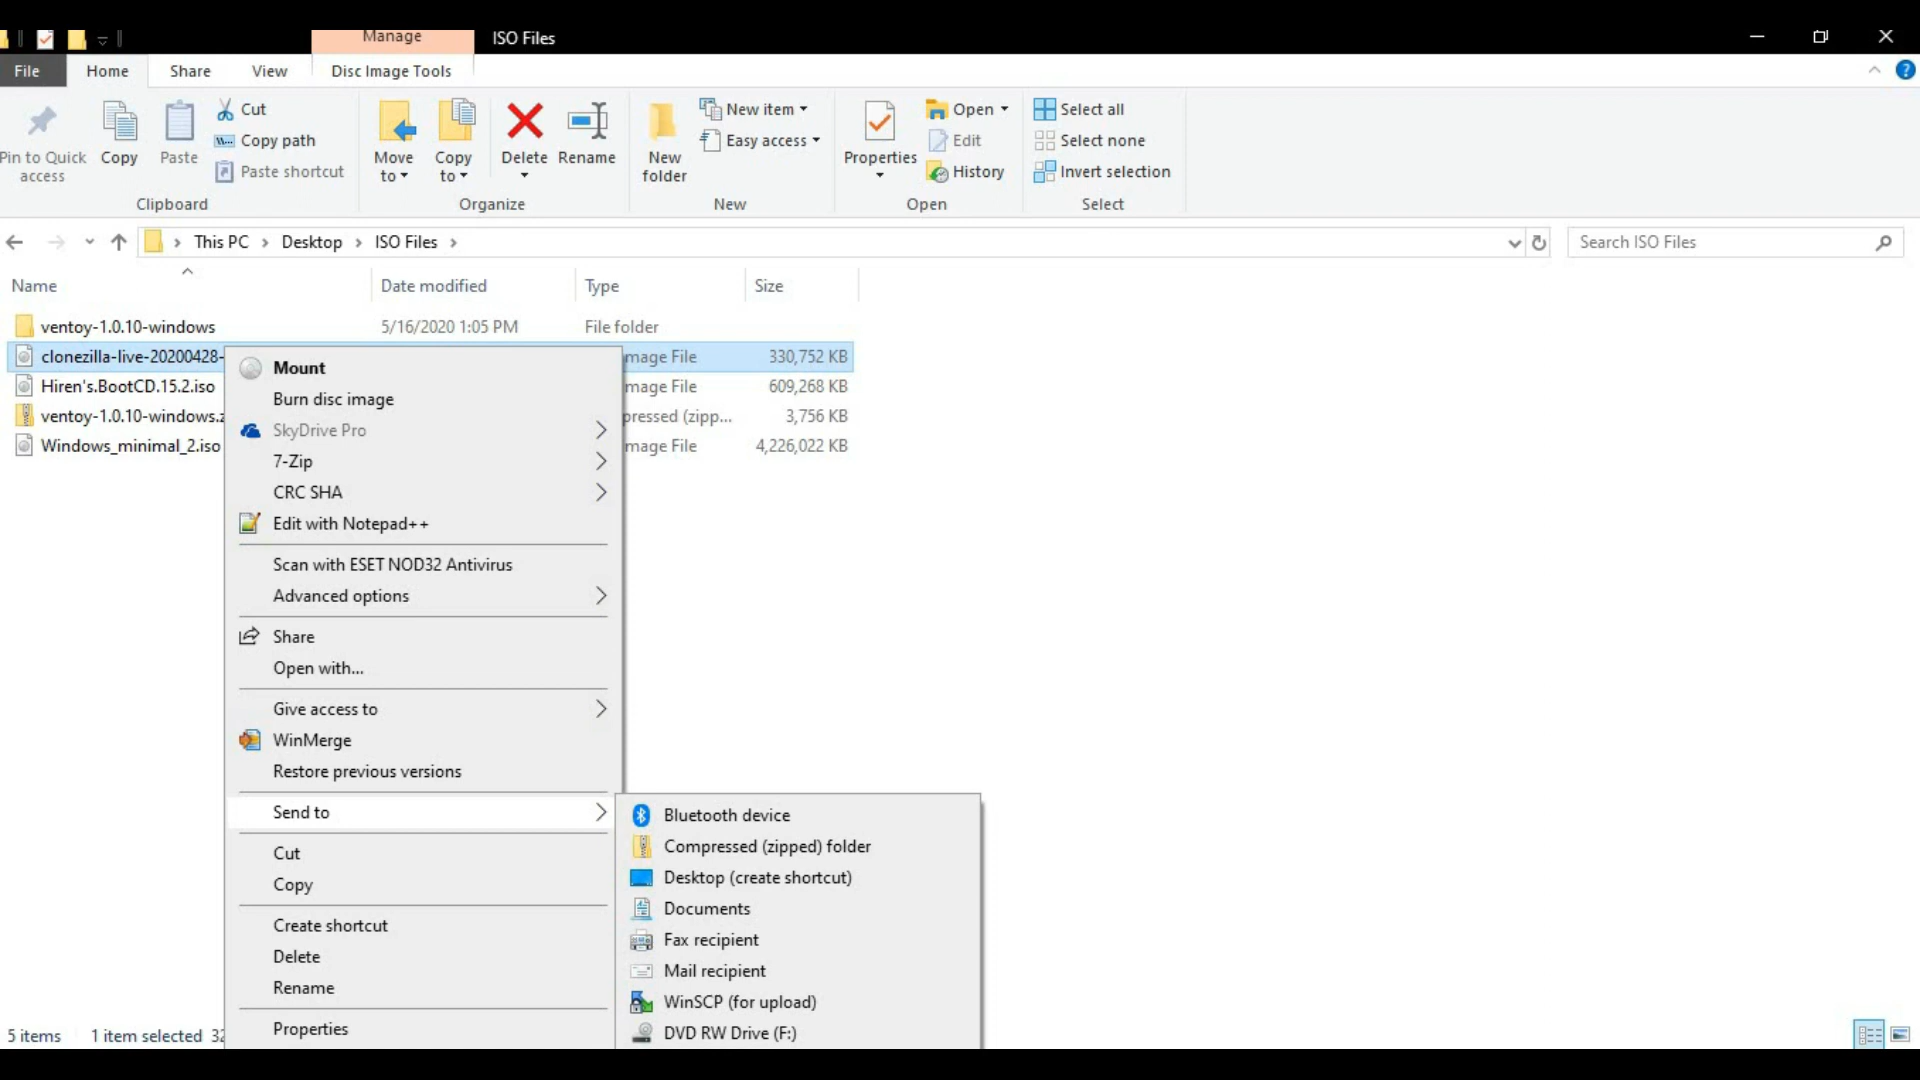 Manage
ISO Files
File
Home
Share
View
Disc Image Tools
Pin to Quick access
Copy
Paste
Cut
Copy path
Paste shortcut
Move to
Copy to
Delete
Rename
New folder
New item
Easy access
Properties
Open
Edit
History
Select all
Select none
Invert selection
Clipboard
Organize
New
Open
Select
This PC > Desktop > ISO Files >
Search ISO Files
Name
Date modified
Type
Size
ventoy-1.0.10-windows 5/16/2020 1:05 PM File folder
clonezilla-live-20200428- mage File 330,752 KB
Hiren's.BootCD.15.2.iso mage File 609,268 KB
ventoy-1.0.10-windows.z pressed (zipp... 3,756 KB
Windows_minimal_2.iso mage File 4,226,022 KB
Mount
Burn disc image
SkyDrive Pro
7-Zip
CRC SHA
Edit with Notepad++
Scan with ESET NOD32 Antivirus
Advanced options
Share
Open with...
Give access to
WinMerge
Restore previous versions
Send to
Cut
Copy
Create shortcut
Delete
Rename
Properties
Bluetooth device
Compressed (zipped) folder
Desktop (create shortcut)
Documents
Fax recipient
Mail recipient
WinSCP (for upload)
DVD RW Drive (F:)
5 items
1 item selected 32